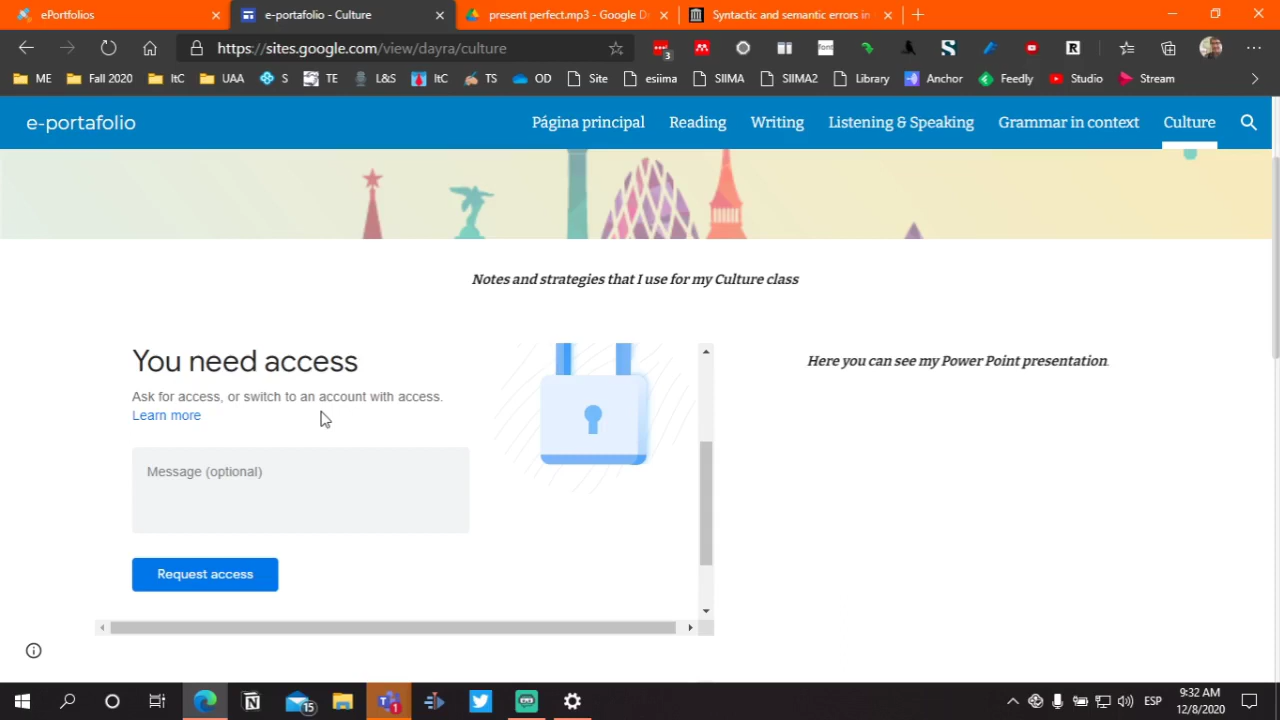 ePortfolios
e-portafolio - Culture
present perfect.mp3 - Google D
Syntactic and semantic errors in
https://sites.google.com/view/dayra/culture
3
font
R
ME
Fall 2020
ItC
UAA
S
TE
L&S
ItC
TS
OD
Site
esiima
SIIMA
SIIMA2
Library
Anchor
Feedly
Studio
Stream
e-portafolio
Página principal
Reading
Writing
Listening & Speaking
Grammar in context
Culture
Notes and strategies that I use for my Culture class
You need access
Ask for access, or switch to an account with access.
Learn more
Message (optional)
Request access
Here you can see my Power Point presentation.
15
1
ESP
9:32 AM
12/8/2020